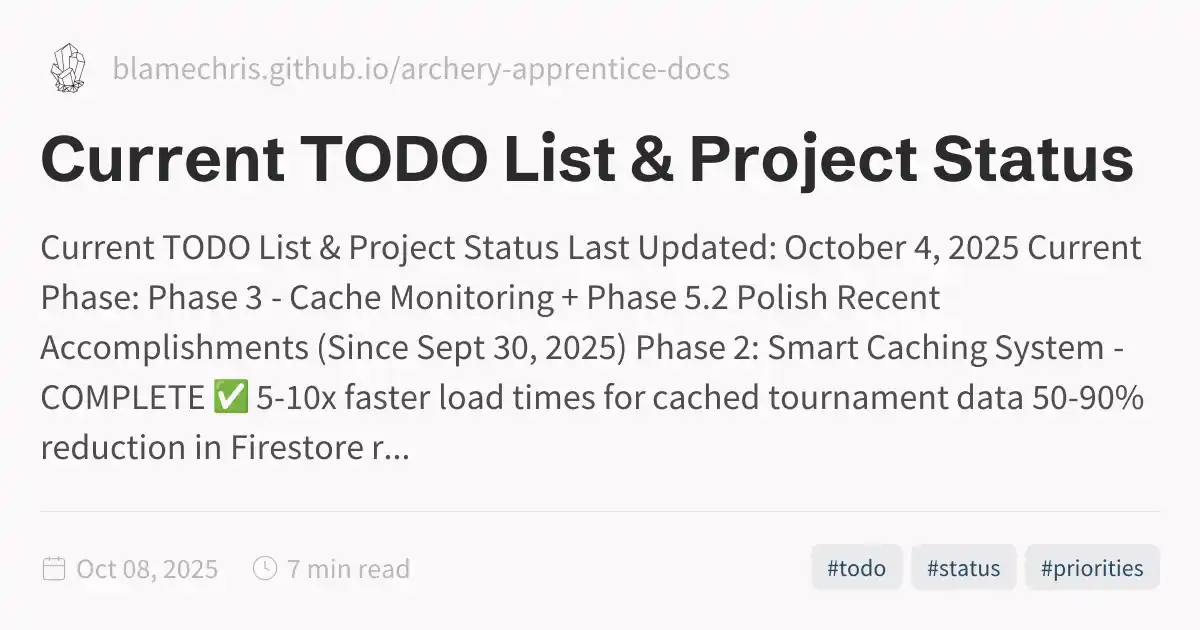 blamechris.github.io/archery-apprentice-docs
Current TODO List & Project Status
Current TODO List & Project Status Last Updated: October 4, 2025 Current
Phase: Phase 3 - Cache Monitoring + Phase 5.2 Polish Recent
Accomplishments (Since Sept 30, 2025) Phase 2: Smart Caching System -
COMPLETE ✅ 5-10x faster load times for cached tournament data 50-90%
reduction in Firestore r...
Oct 08, 2025 7 min read #todo #status #priorities